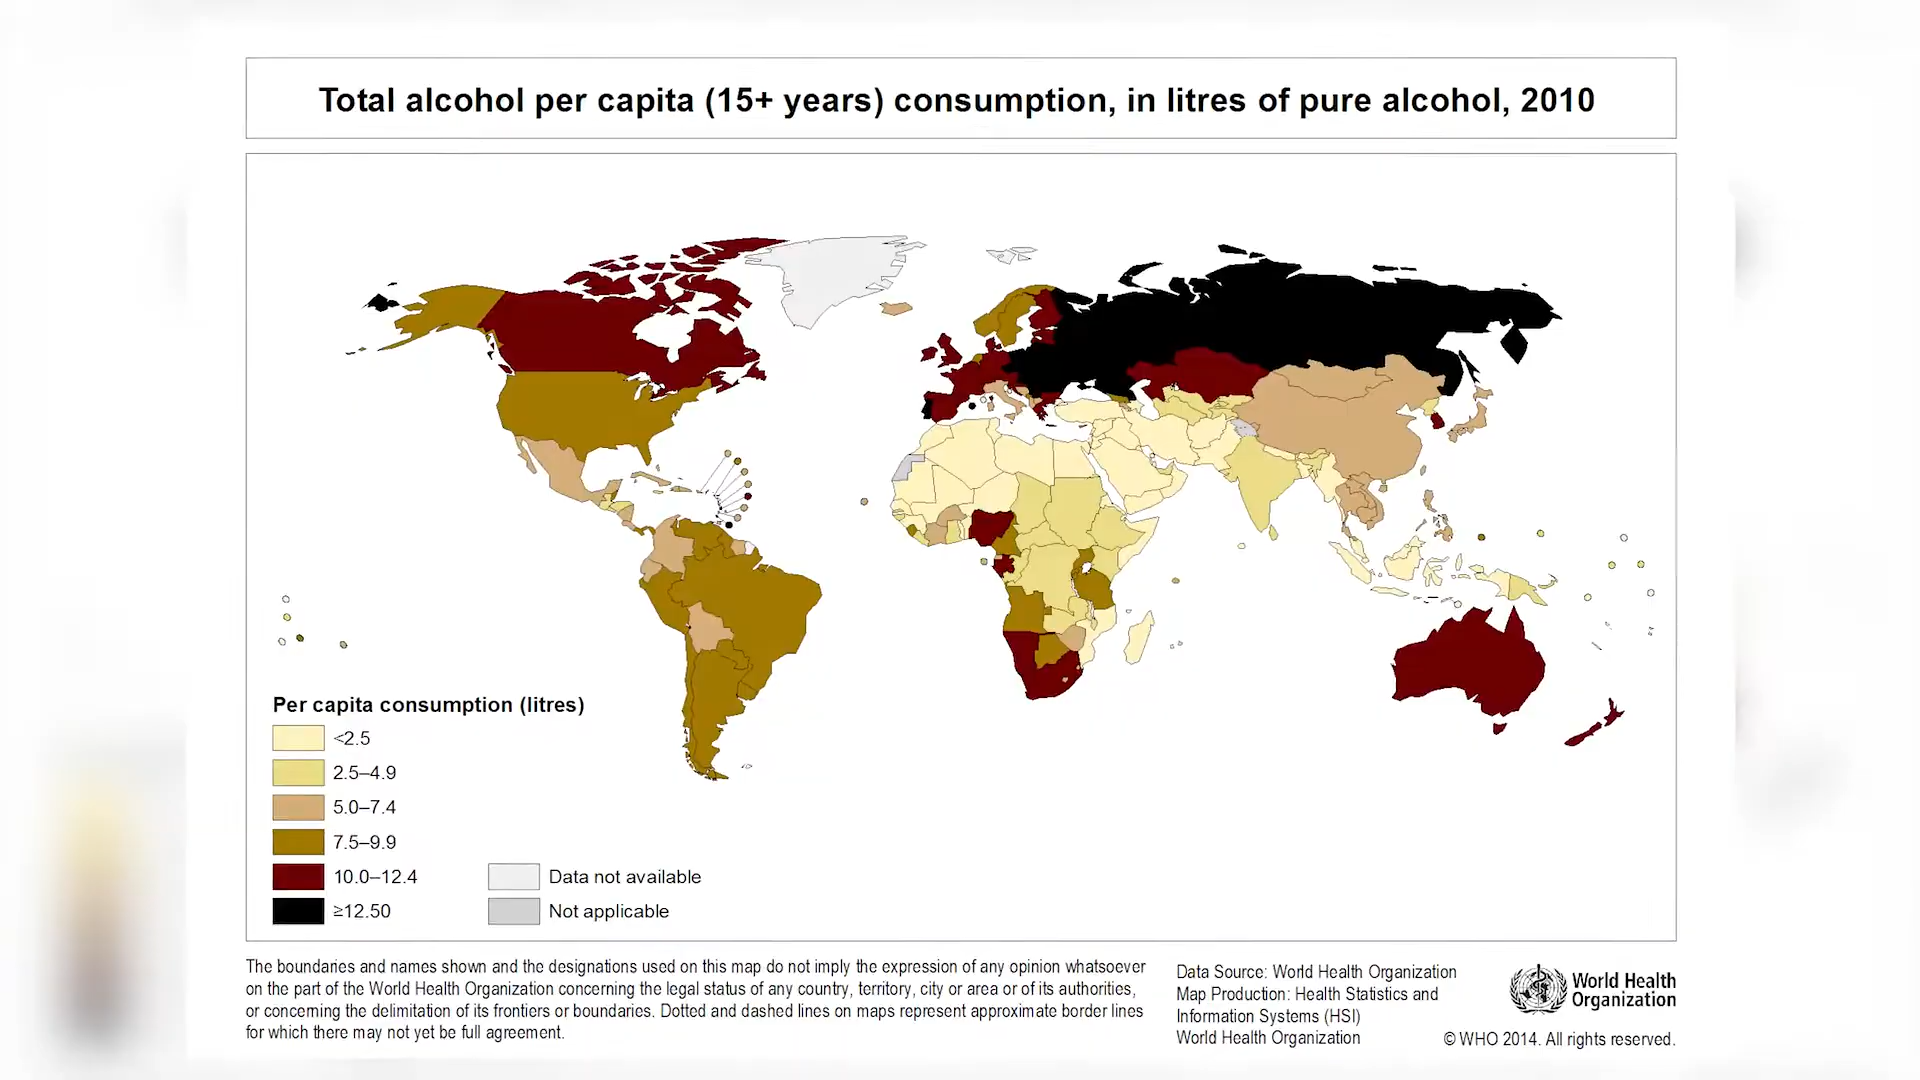 Total alcohol per capita (15+ years) consumption, in litres of pure alcohol, 2010
Per capita consumption (litres)
<2.5
2.5–4.9
5.0–7.4
7.5–9.9
10.0–12.4
≥12.50
Data not available
Not applicable
The boundaries and names shown and the designations used on this map do not imply the expression of any opinion whatsoever
on the part of the World Health Organization concerning the legal status of any country, territory, city or area or of its authorities,
or concerning the delimitation of its frontiers or boundaries. Dotted and dashed lines on maps represent approximate border lines
for which there may not yet be full agreement.
Data Source: World Health Organization
Map Production: Health Statistics and
Information Systems (HSI)
World Health Organization
World Health
Organization
© WHO 2014. All rights reserved.